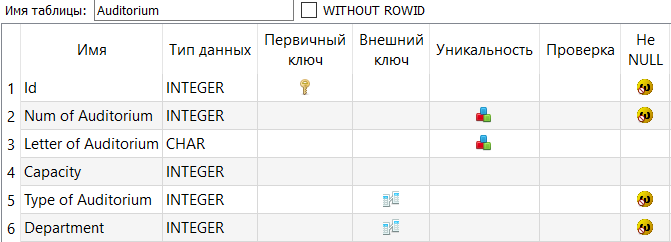 Имя таблицы: Auditorium WITHOUT ROWID
Имя Тип данных Первичный ключ Внешний ключ Уникальность Проверка Не NULL
1 Id INTEGER
2 Num of Auditorium INTEGER
3 Letter of Auditorium CHAR
4 Capacity INTEGER
5 Type of Auditorium INTEGER
6 Department INTEGER